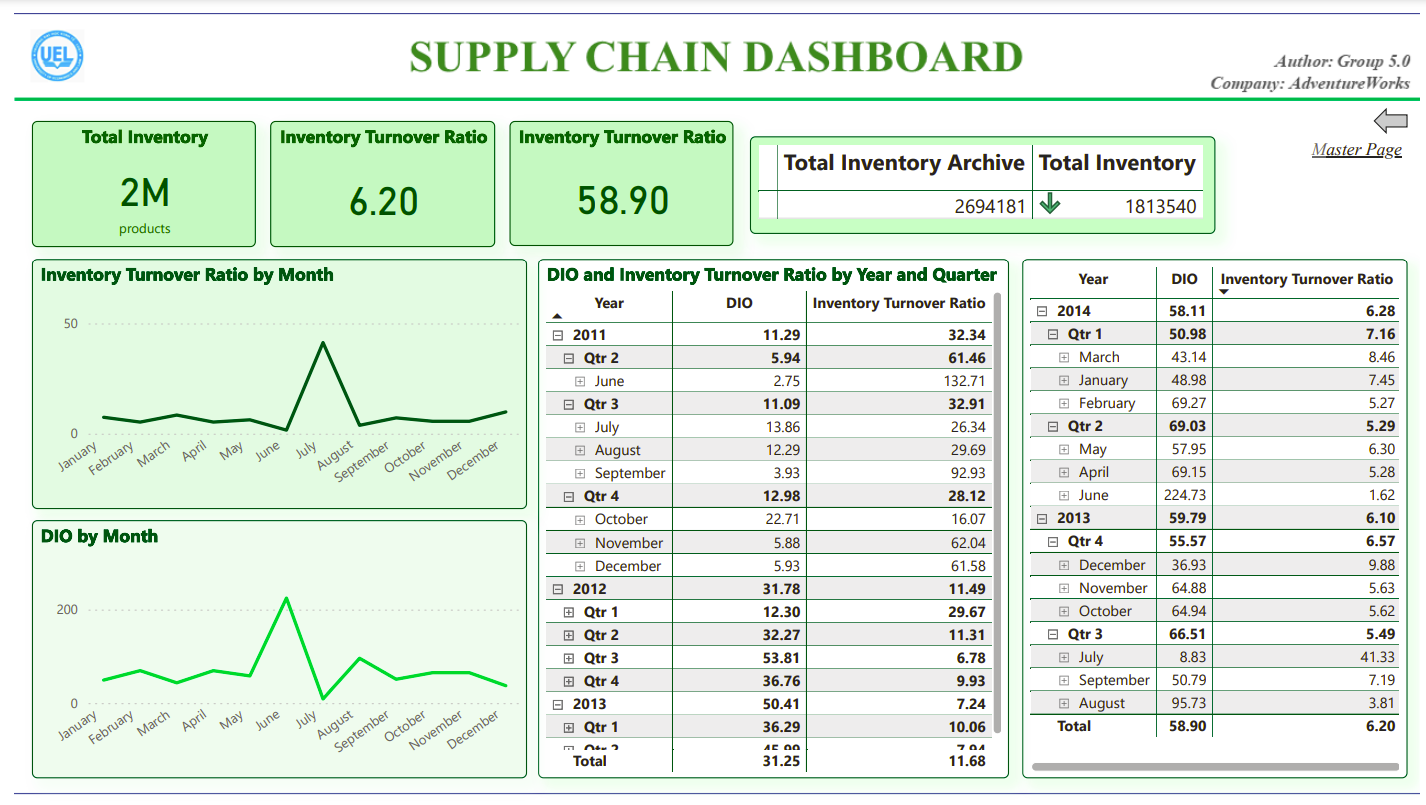 UEL
SUPPLY CHAIN DASHBOARD
Author: Group 5.0
Company: AdventureWorks
Master Page
Total Inventory
2M
products
Inventory Turnover Ratio
6.20
Inventory Turnover Ratio
58.90
Total Inventory Archive Total Inventory
2694181 1813540
Inventory Turnover Ratio by Month
50
0
January February March April May June July August September October November December
DIO by Month
200
0
January February March April May June July August September October November December
DIO and Inventory Turnover Ratio by Year and Quarter
Year DIO Inventory Turnover Ratio
2011 11.29 32.34
Qtr 2 5.94 61.46
June 2.75 132.71
Qtr 3 11.09 32.91
July 13.86 26.34
August 12.29 29.69
September 3.93 92.93
Qtr 4 12.98 28.12
October 22.71 16.07
November 5.88 62.04
December 5.93 61.58
2012 31.78 11.49
Qtr 1 12.30 29.67
Qtr 2 32.27 11.31
Qtr 3 53.81 6.78
Qtr 4 36.76 9.93
2013 50.41 7.24
Qtr 1 36.29 10.06
Qtr 2 45.99 7.94
Total 31.25 11.68
Year DIO Inventory Turnover Ratio
2014 58.11 6.28
Qtr 1 50.98 7.16
March 43.14 8.46
January 48.98 7.45
February 69.27 5.27
Qtr 2 69.03 5.29
May 57.95 6.30
April 69.15 5.28
June 224.73 1.62
2013 59.79 6.10
Qtr 4 55.57 6.57
December 36.93 9.88
November 64.88 5.63
October 64.94 5.62
Qtr 3 66.51 5.49
July 8.83 41.33
September 50.79 7.19
August 95.73 3.81
Total 58.90 6.20